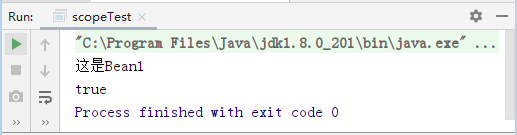 Run: scopeTest
"C:\Program Files\Java\jdk1.8.0_201\bin\java.exe" ...
这是Bean1
true
Process finished with exit code 0